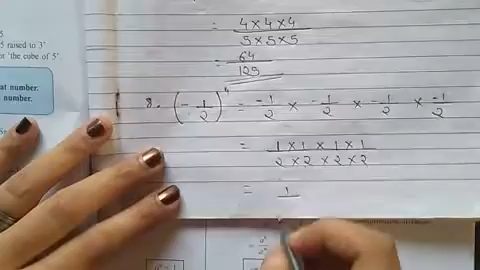 5
5 raised to 3'
or 'the cube of 5'
at number.
number.
= 4 × 4 × 4 / 5 × 5 × 5
= 64 / 125
8. (-1/2)⁴ = -1/2 × -1/2 × -1/2 × -1/2
= 1 × 1 × 1 × 1 / 2 × 2 × 2 × 2
= 1